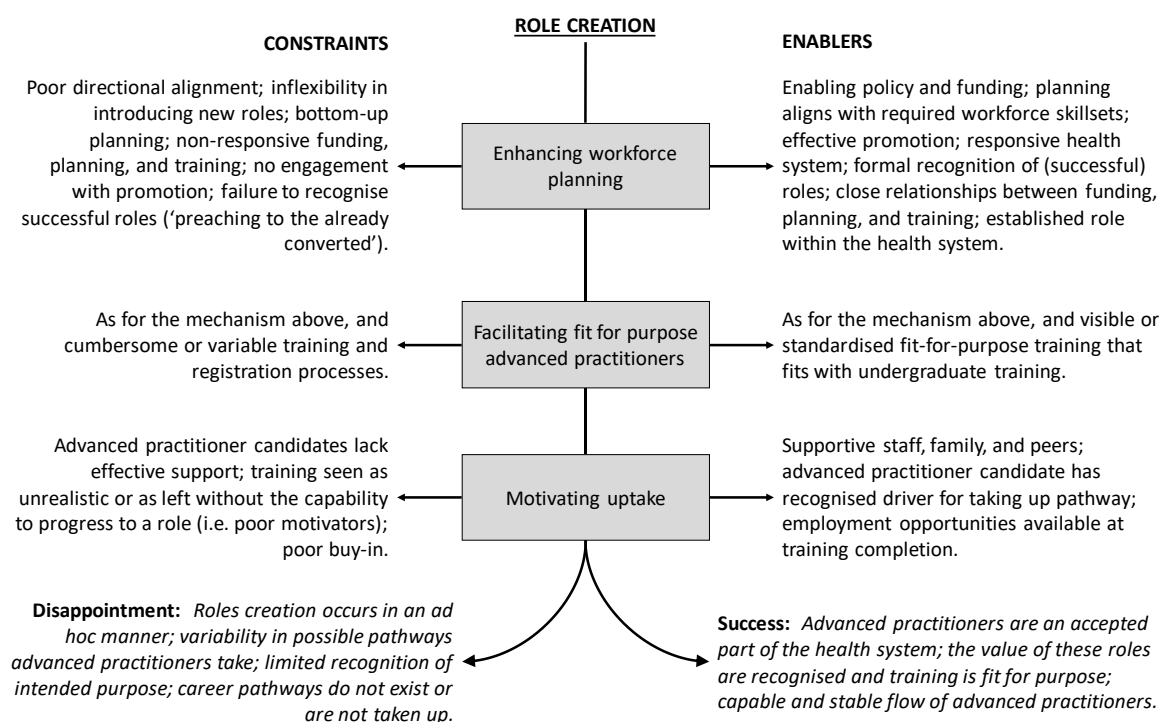 ROLE CREATION
CONSTRAINTS
Poor directional alignment; inflexibility in
introducing new roles; bottom-up
planning; non-responsive funding,
planning, and training; no engagement
with promotion; failure to recognise
successful roles (‘preaching to the already
converted’).
Enhancing workforce
planning
ENABLERS
Enabling policy and funding; planning
aligns with required workforce skillsets;
effective promotion; responsive health
system; formal recognition of (successful)
roles; close relationships between funding,
planning, and training; established role
within the health system.
As for the mechanism above, and
cumbersome or variable training and
registration processes.
Facilitating fit for purpose
advanced practitioners
As for the mechanism above, and visible or
standardised fit-for-purpose training that
fits with undergraduate training.
Advanced practitioner candidates lack
effective support; training seen as
unrealistic or as left without the capability
to progress to a role (i.e. poor motivators);
poor buy-in.
Motivating uptake
Supportive staff, family, and peers;
advanced practitioner candidate has
recognised driver for taking up pathway;
employment opportunities available at
training completion.
Disappointment: Roles creation occurs in an ad
hoc manner; variability in possible pathways
advanced practitioners take; limited recognition of
intended purpose; career pathways do not exist or
are not taken up.
Success: Advanced practitioners are an accepted
part of the health system; the value of these roles
are recognised and training is fit for purpose;
capable and stable flow of advanced practitioners.